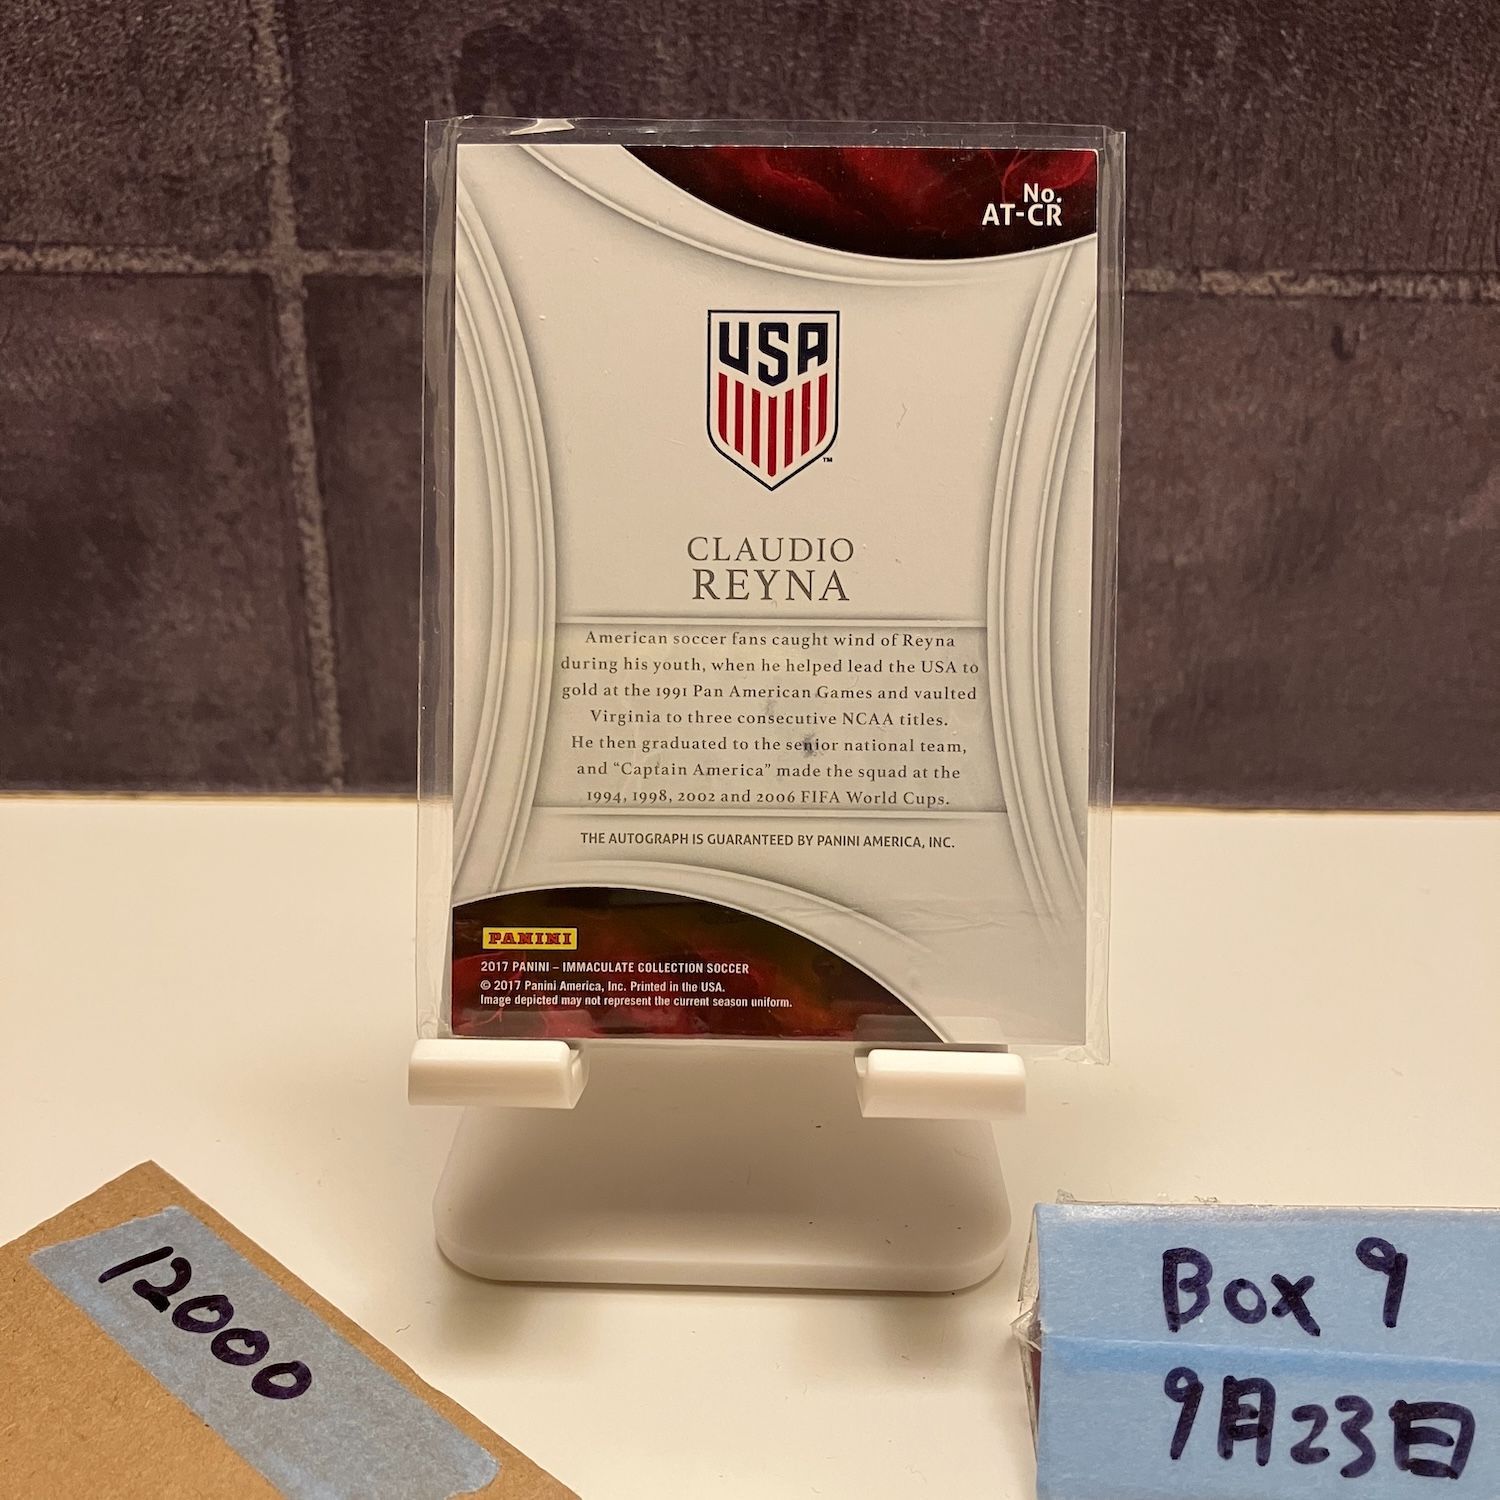 No.
AT-CR
USA
TM
CLAUDIO
REYNA
American soccer fans caught wind of Reyna
during his youth, when he helped lead the USA to
gold at the 1991 Pan American Games and vaulted
Virginia to three consecutive NCAA titles.
He then graduated to the senior national team,
and “Captain America” made the squad at the
1994, 1998, 2002 and 2006 FIFA World Cups.
THE AUTOGRAPH IS GUARANTEED BY PANINI AMERICA, INC.
PANINI
2017 PANINI – IMMACULATE COLLECTION SOCCER
© 2017 Panini America, Inc. Printed in the USA.
Image depicted may not represent the current season uniform.
12000
Box 9
9月23日